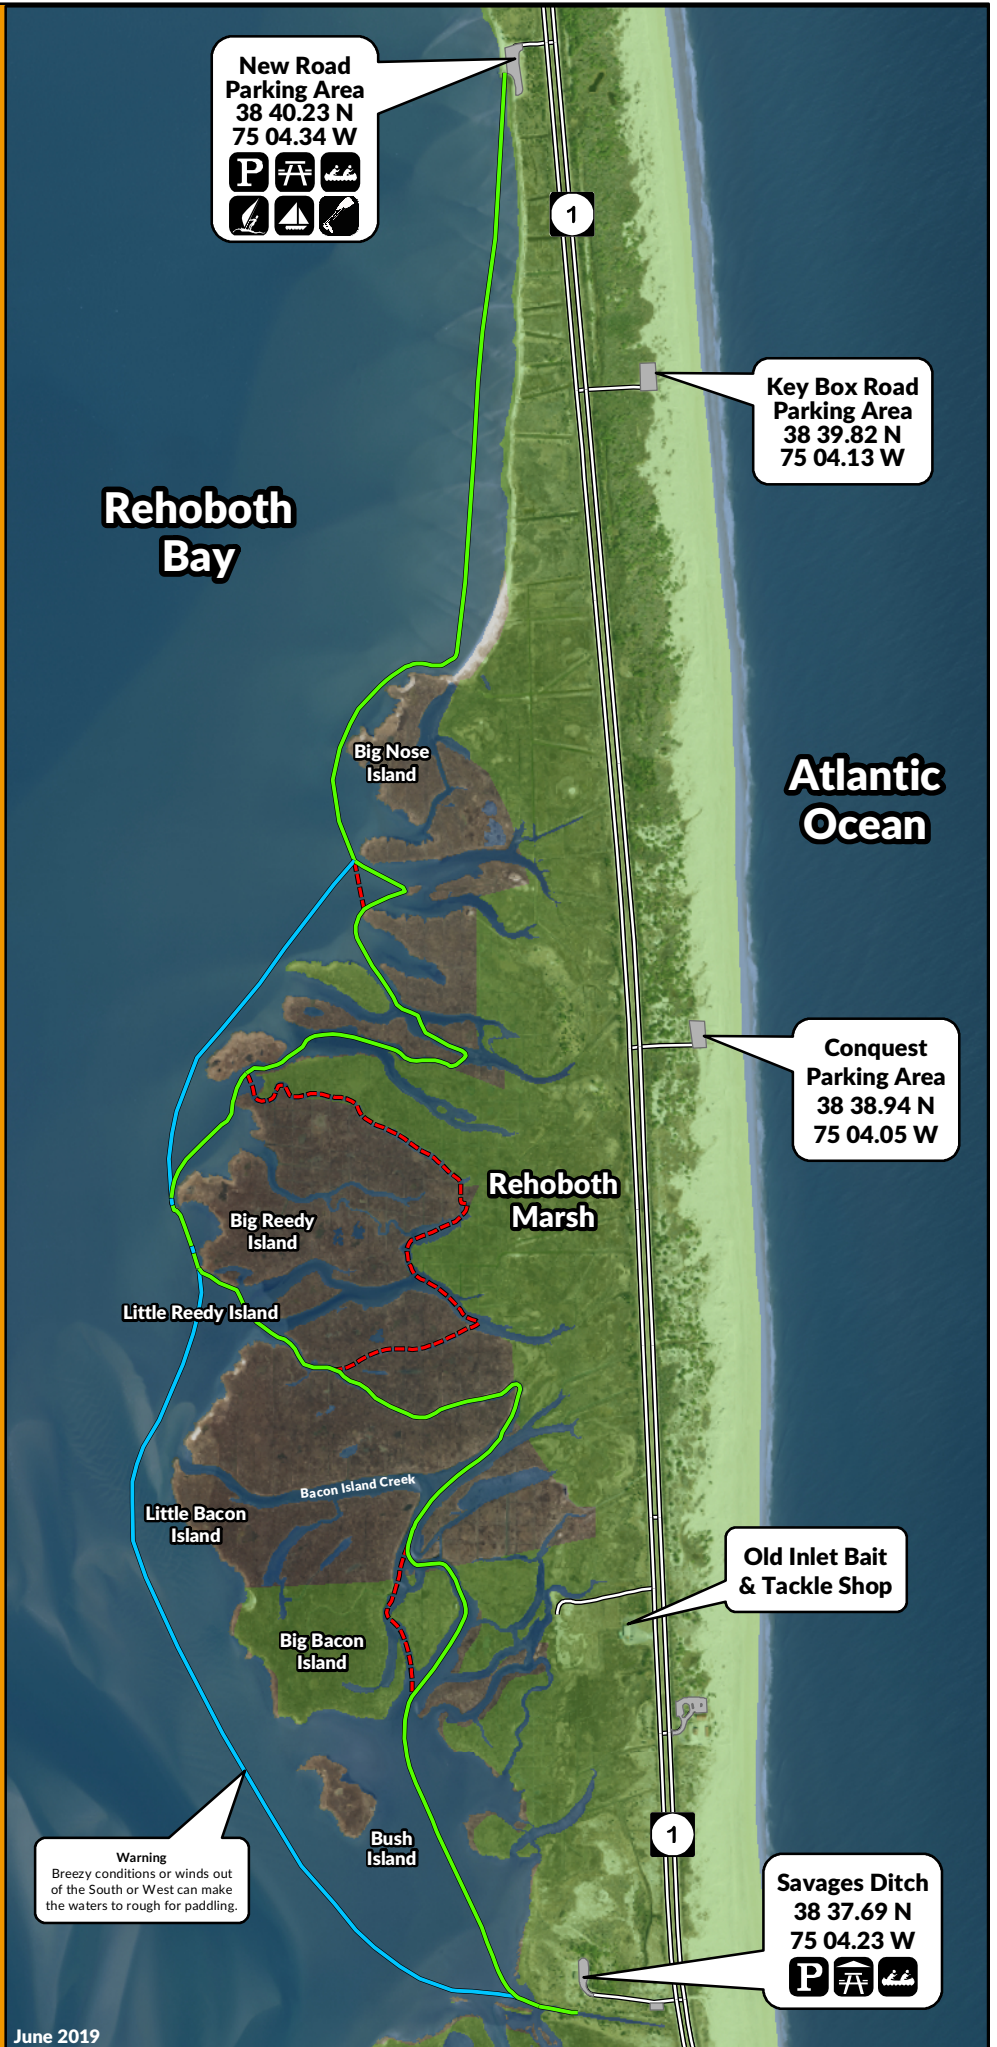 New Road
Parking Area
38 40.23 N
75 04.34 W
P
1
Key Box Road
Parking Area
38 39.82 N
75 04.13 W
Rehoboth
Bay
Big Nose
Island
Atlantic
Ocean
Conquest
Parking Area
38 38.94 N
75 04.05 W
Rehoboth
Marsh
Big Reedy
Island
Little Reedy Island
Bacon Island Creek
Little Bacon
Island
Old Inlet Bait
& Tackle Shop
Big Bacon
Island
1
Bush
Island
Warning
Breezy conditions or winds out
of the South or West can make
the waters to rough for paddling.
Savages Ditch
38 37.69 N
75 04.23 W
P
June 2019